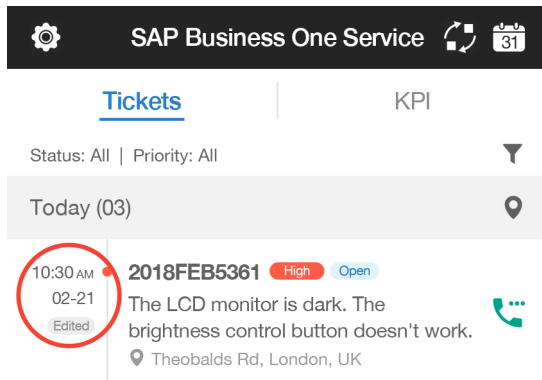 SAP Business One Service
31
Tickets KPI
Status: All | Priority: All
Today (03)
10:30 AM 2018FEB5361 High Open
02-21 The LCD monitor is dark. The
Edited brightness control button doesn't work.
Theobalds Rd, London, UK